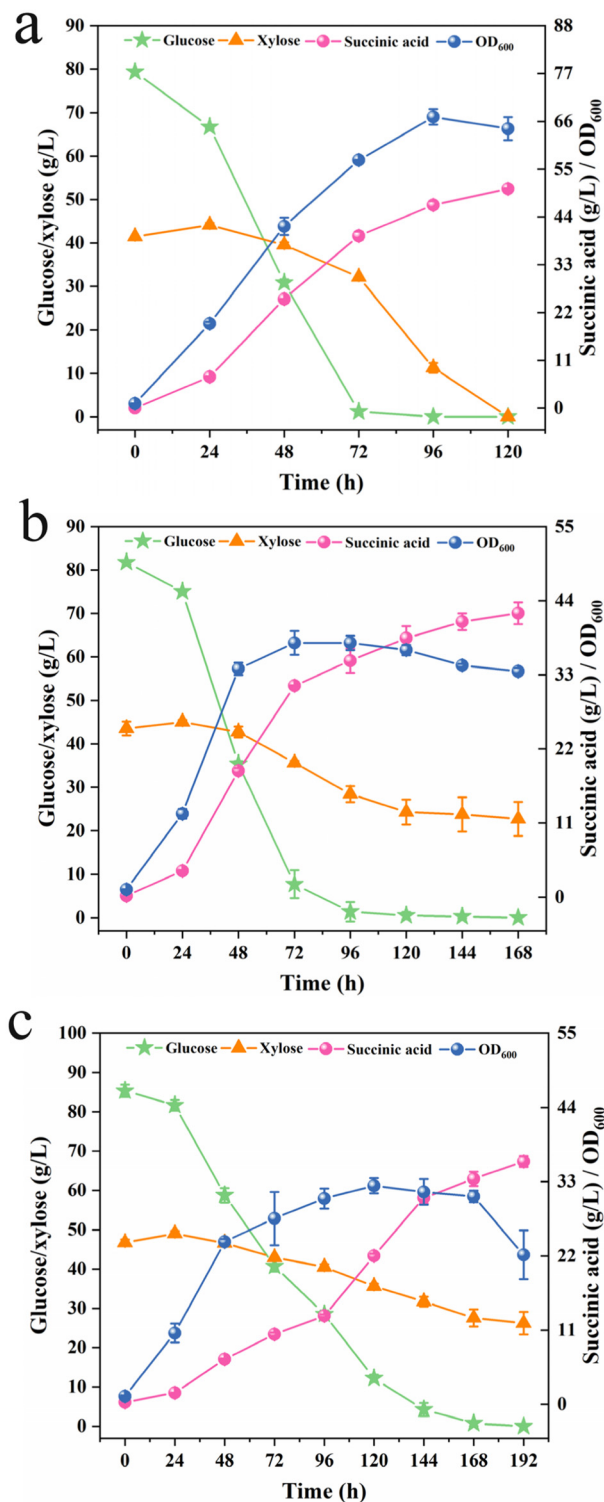 a
Glucose Xylose Succinic acid OD600
90
80
70
60
50
40
30
20
10
0
Glucose/xylose (g/L)
88
77
66
55
44
33
22
11
0
Succinic acid (g/L) / OD600
0 24 48 72 96 120
Time (h)
b
Glucose Xylose Succinic acid OD600
90
80
70
60
50
40
30
20
10
0
Glucose/xylose (g/L)
55
44
33
22
11
0
Succinic acid (g/L) / OD600
0 24 48 72 96 120 144 168
Time (h)
c
Glucose Xylose Succinic acid OD600
100
90
80
70
60
50
40
30
20
10
0
Glucose/xylose (g/L)
55
44
33
22
11
0
Succinic acid (g/L) / OD600
0 24 48 72 96 120 144 168 192
Time (h)